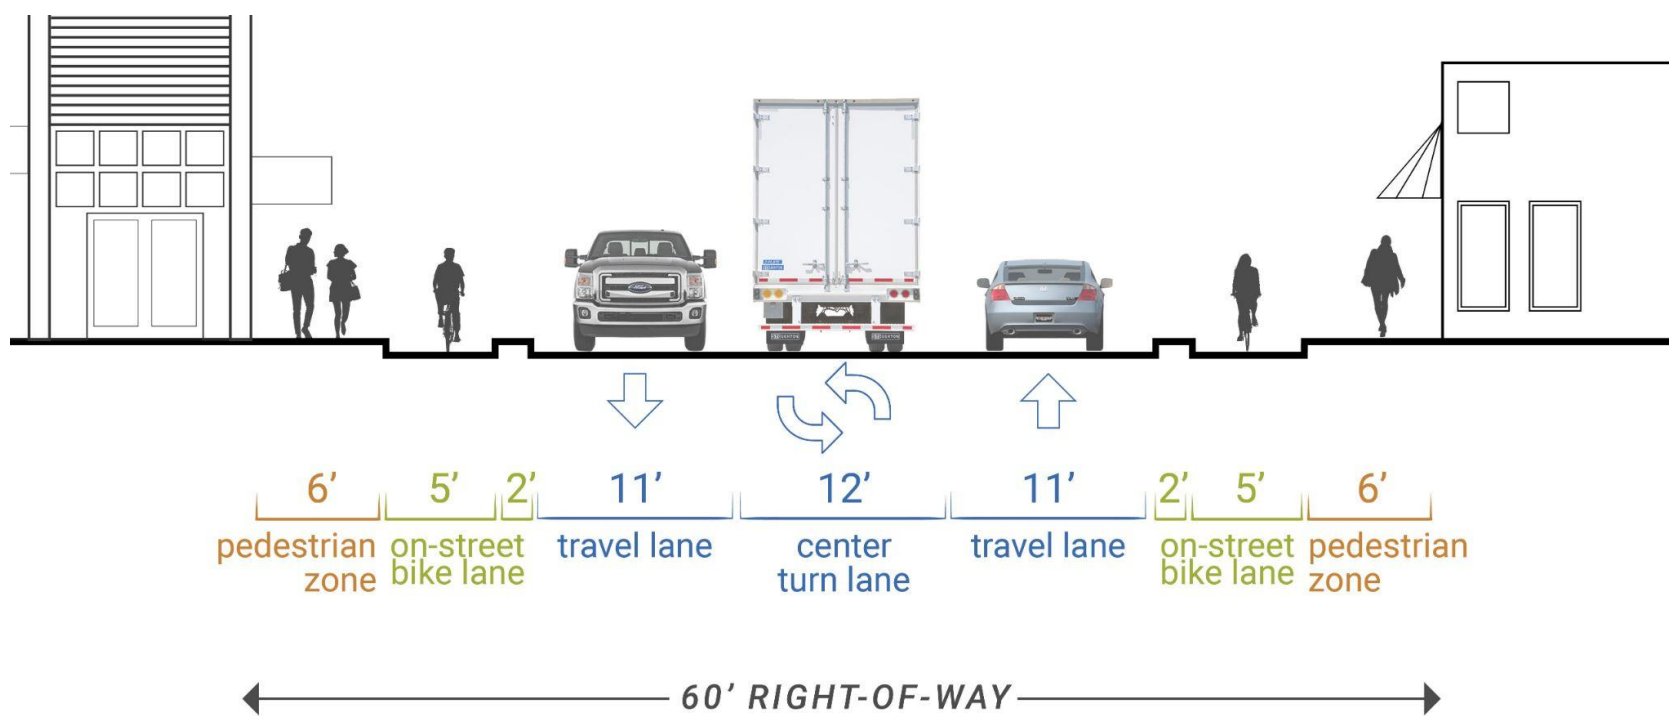 6’ 5’ 2’ 11’ 12’ 11’ 2’ 5’ 6’
pedestrian zone
on-street bike lane
travel lane
center turn lane
travel lane
on-street bike lane
pedestrian zone
60’ RIGHT-OF-WAY